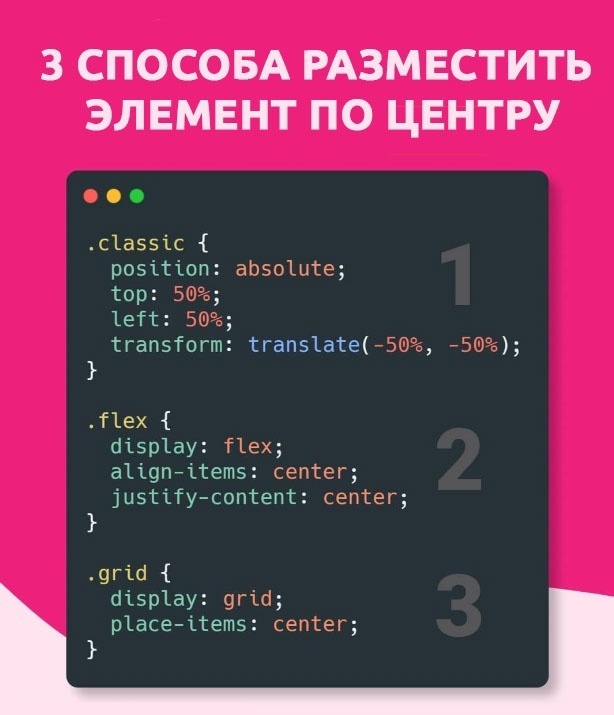 3 СПОСОБА РАЗМЕСТИТЬ
ЭЛЕМЕНТ ПО ЦЕНТРУ
.classic {
  position: absolute;
  top: 50%;
  left: 50%;
  transform: translate(-50%, -50%);
}
1
.flex {
  display: flex;
  align-items: center;
  justify-content: center;
}
2
.grid {
  display: grid;
  place-items: center;
}
3